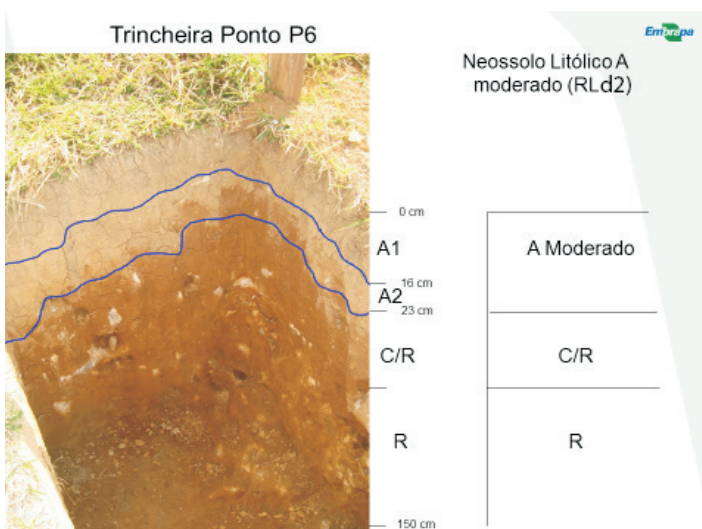 Trincheira Ponto P6
Embrapa
Neossolo Litólico A
moderado (RLd2)
0 cm
A1
A Moderado
16 cm
A2
23 cm
C/R
C/R
R
R
150 cm